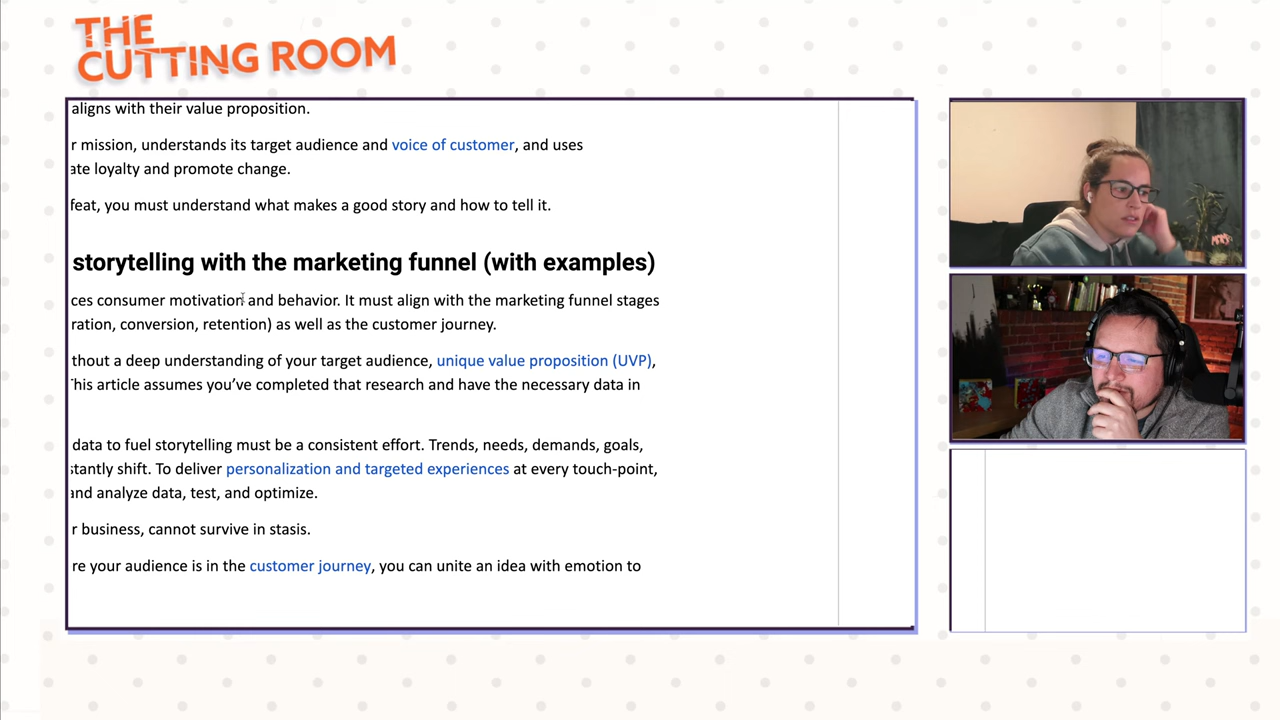 THE
CUTTING ROOM
aligns with their value proposition.
r mission, understands its target audience and voice of customer, and uses
ate loyalty and promote change.
feat, you must understand what makes a good story and how to tell it.
storytelling with the marketing funnel (with examples)
ces consumer motivation and behavior. It must align with the marketing funnel stages
ration, conversion, retention) as well as the customer journey.
thout a deep understanding of your target audience, unique value proposition (UVP),
his article assumes you’ve completed that research and have the necessary data in
data to fuel storytelling must be a consistent effort. Trends, needs, demands, goals,
stantly shift. To deliver personalization and targeted experiences at every touch-point,
and analyze data, test, and optimize.
r business, cannot survive in stasis.
re your audience is in the customer journey, you can unite an idea with emotion to